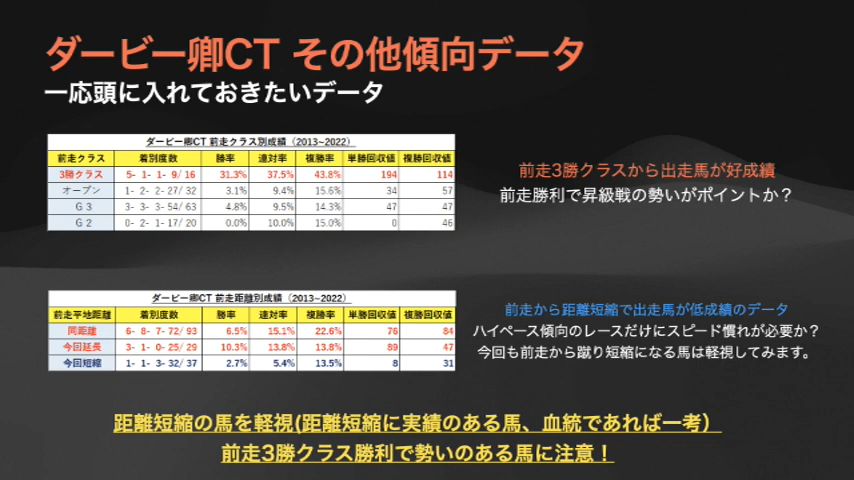 ダービー卿CT その他傾向データ
一応頭に入れておきたいデータ
ダービー卿CT 前走クラス別成績（2013~2022）
前走クラス 着別度数 勝率 連対率 複勝率 単勝回収値 複勝回収値
3勝クラス 5- 1- 1- 9/ 16 31.3% 37.5% 43.8% 194 114
オープン 1- 2- 2- 27/ 32 3.1% 9.4% 15.6% 34 57
G3 3- 3- 3- 54/ 63 4.8% 9.5% 14.3% 47 47
G2 0- 2- 1- 17/ 20 0.0% 10.0% 15.0% 0 46
前走3勝クラスから出走馬が好成績
前走勝利で昇級戦の勢いがポイントか？
ダービー卿CT 前走距離別成績（2013~2022）
前走平地距離 着別度数 勝率 連対率 複勝率 単勝回収値 複勝回収値
同距離 6- 8- 7- 72/ 93 6.5% 15.1% 22.6% 76 84
今回延長 3- 1- 0- 25/ 29 10.3% 13.8% 13.8% 89 47
今回短縮 1- 1- 3- 32/ 37 2.7% 5.4% 13.5% 8 31
前走から距離短縮で出走馬が低成績のデータ
ハイペース傾向のレースだけにスピード慣れが必要か？
今回も前走から蹴り短縮になる馬は軽視してみます。
距離短縮の馬を軽視(距離短縮に実績のある馬、血統であれば一考）
前走3勝クラス勝利で勢いのある馬に注意！